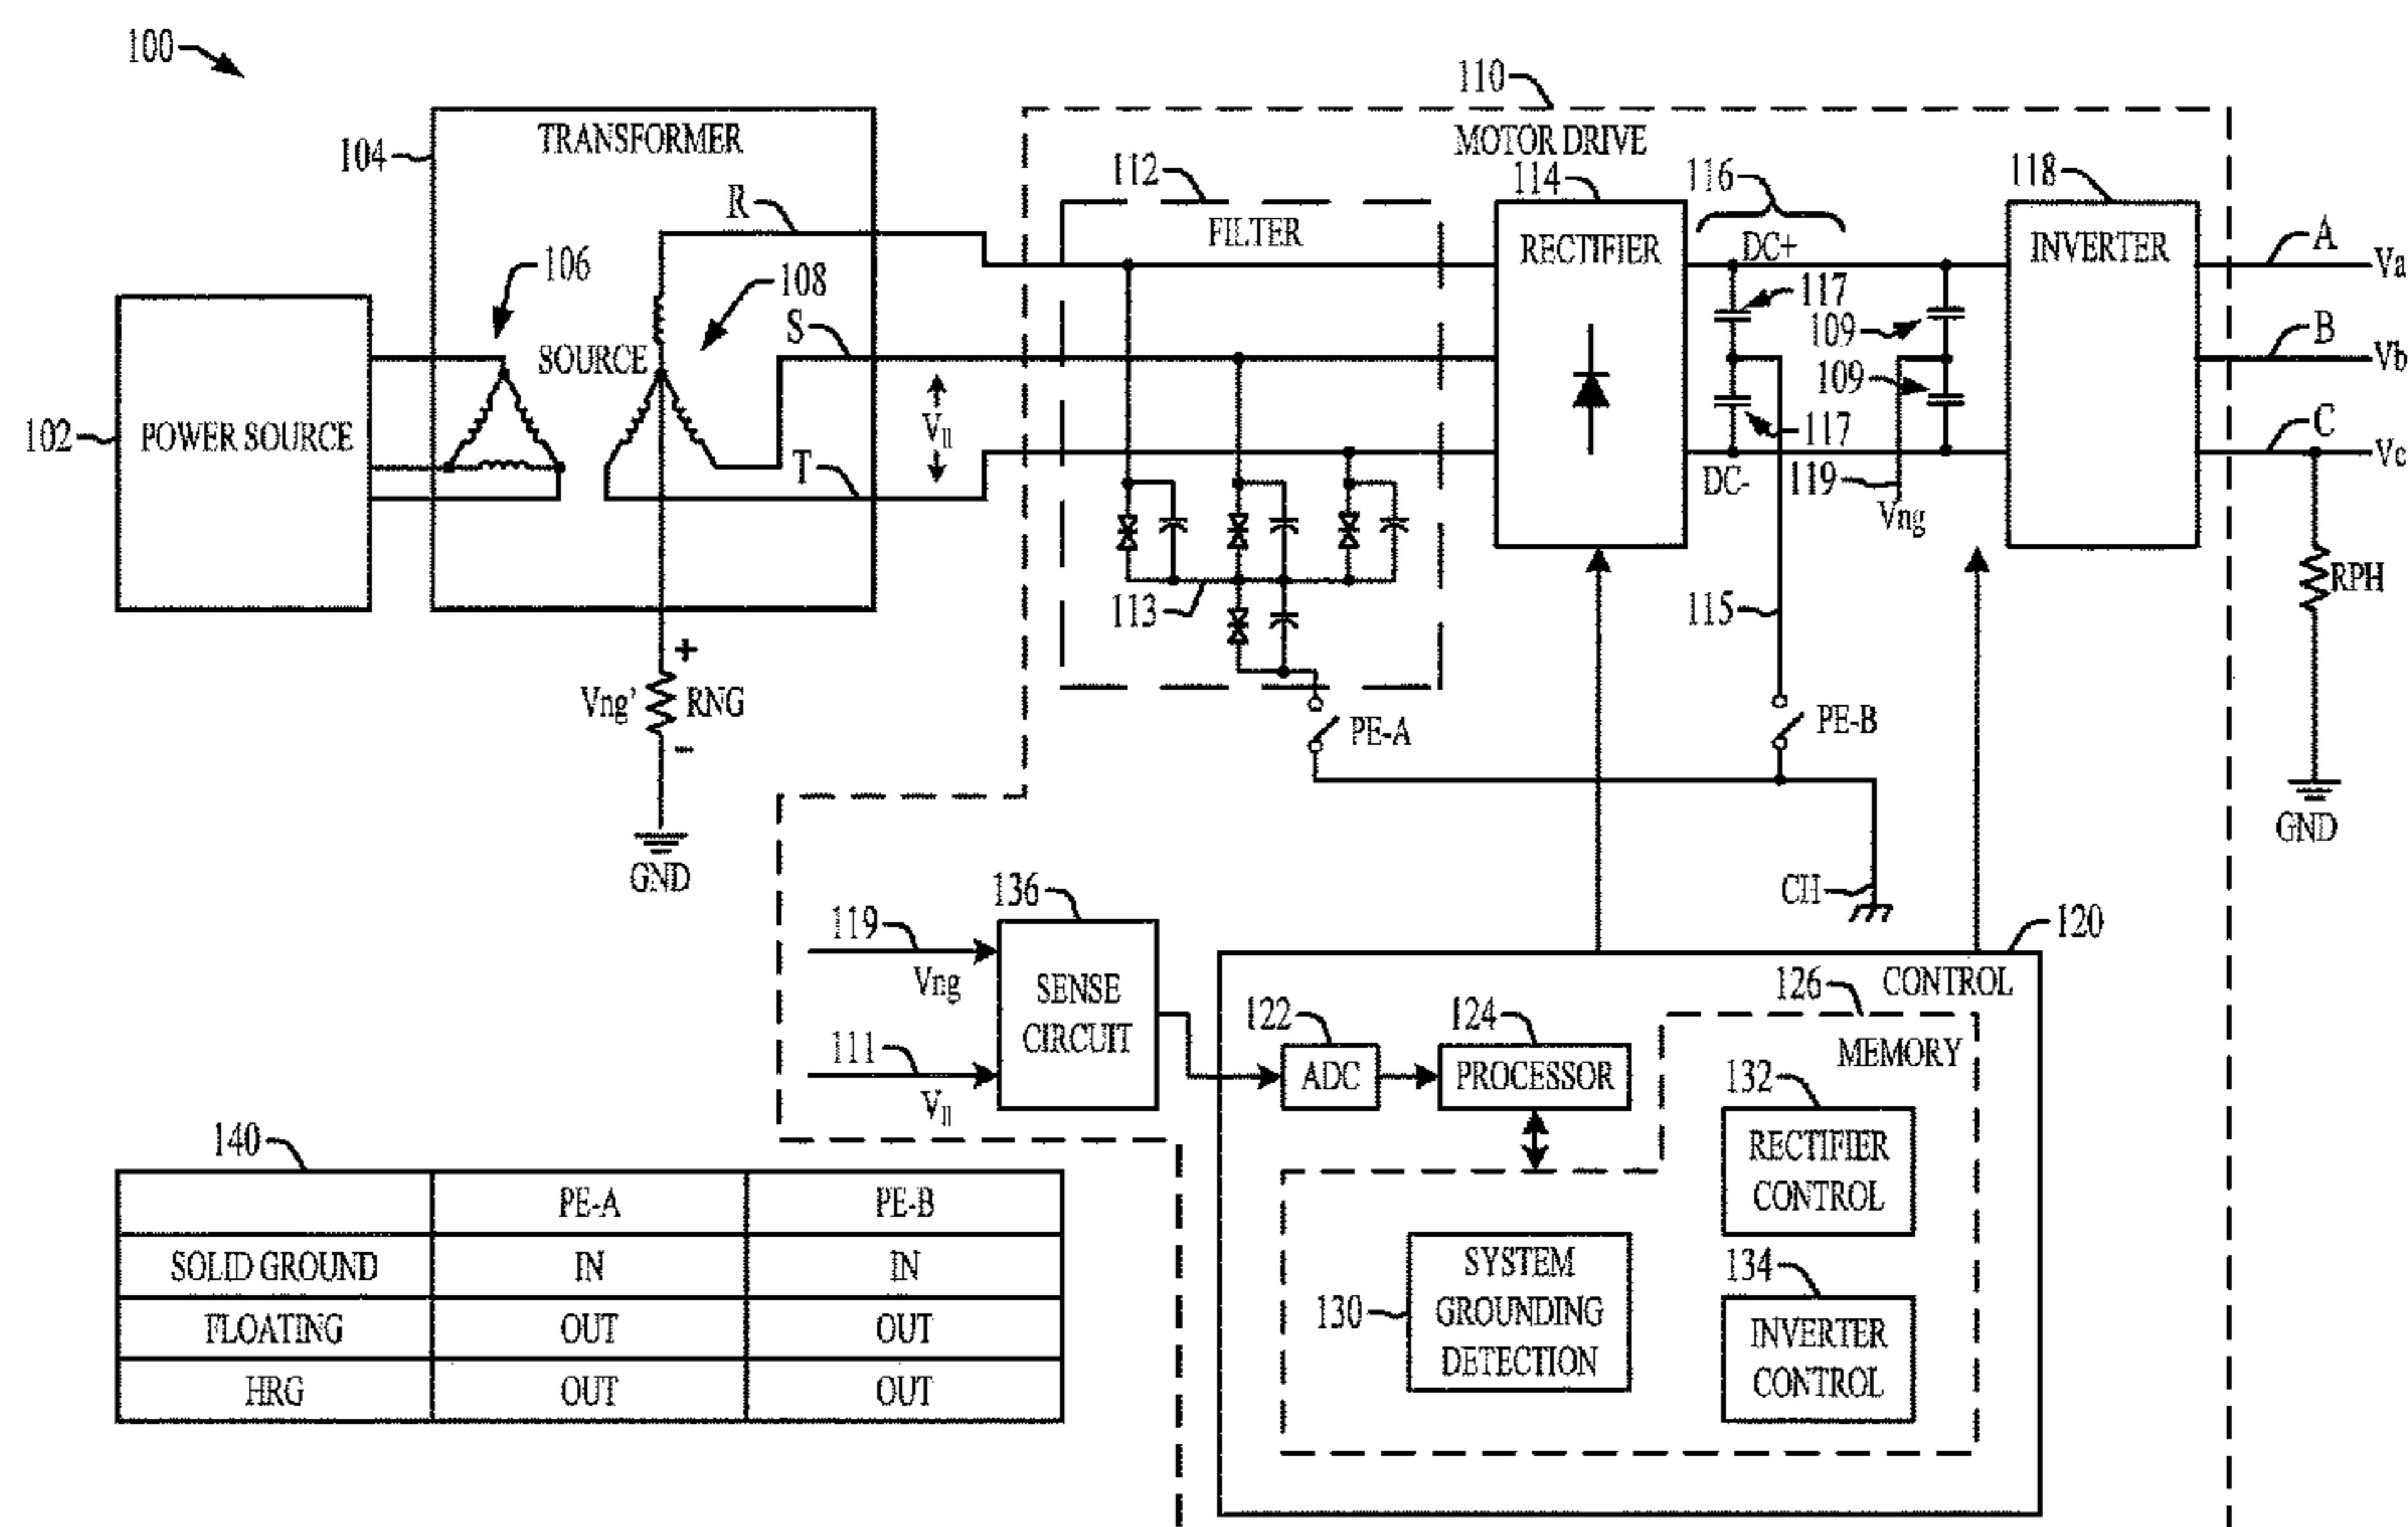 100
110
TRANSFORMER
MOTOR DRIVE
104
112
114
116
118
R
FILTER
RECTIFIER
DC+
INVERTER
A
Va
106
108
117
109
S
B
Vb
SOURCE
109
102
POWER SOURCE
V||
117
C
Vc
T
DC-
119
Vng
113
115
RPH
+
Vng'
RNG
PE-A
PE-B
-
GND
GND
136
CH
120
119
Vng
SENSE
CIRCUIT
CONTROL
126
122
124
MEMORY
111
V||
ADC
PROCESSOR
132
RECTIFIER
CONTROL
140
PE-A PE-B
SOLID GROUND IN IN
FLOATING OUT OUT
HRG OUT OUT
130
SYSTEM
GROUNDING
DETECTION
134
INVERTER
CONTROL